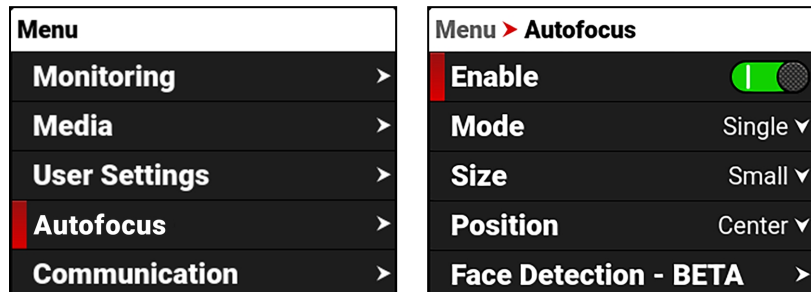 Menu
Monitoring
Media
User Settings
Autofocus
Communication
Menu > Autofocus
Enable
Mode Single
Size Small
Position Center
Face Detection - BETA